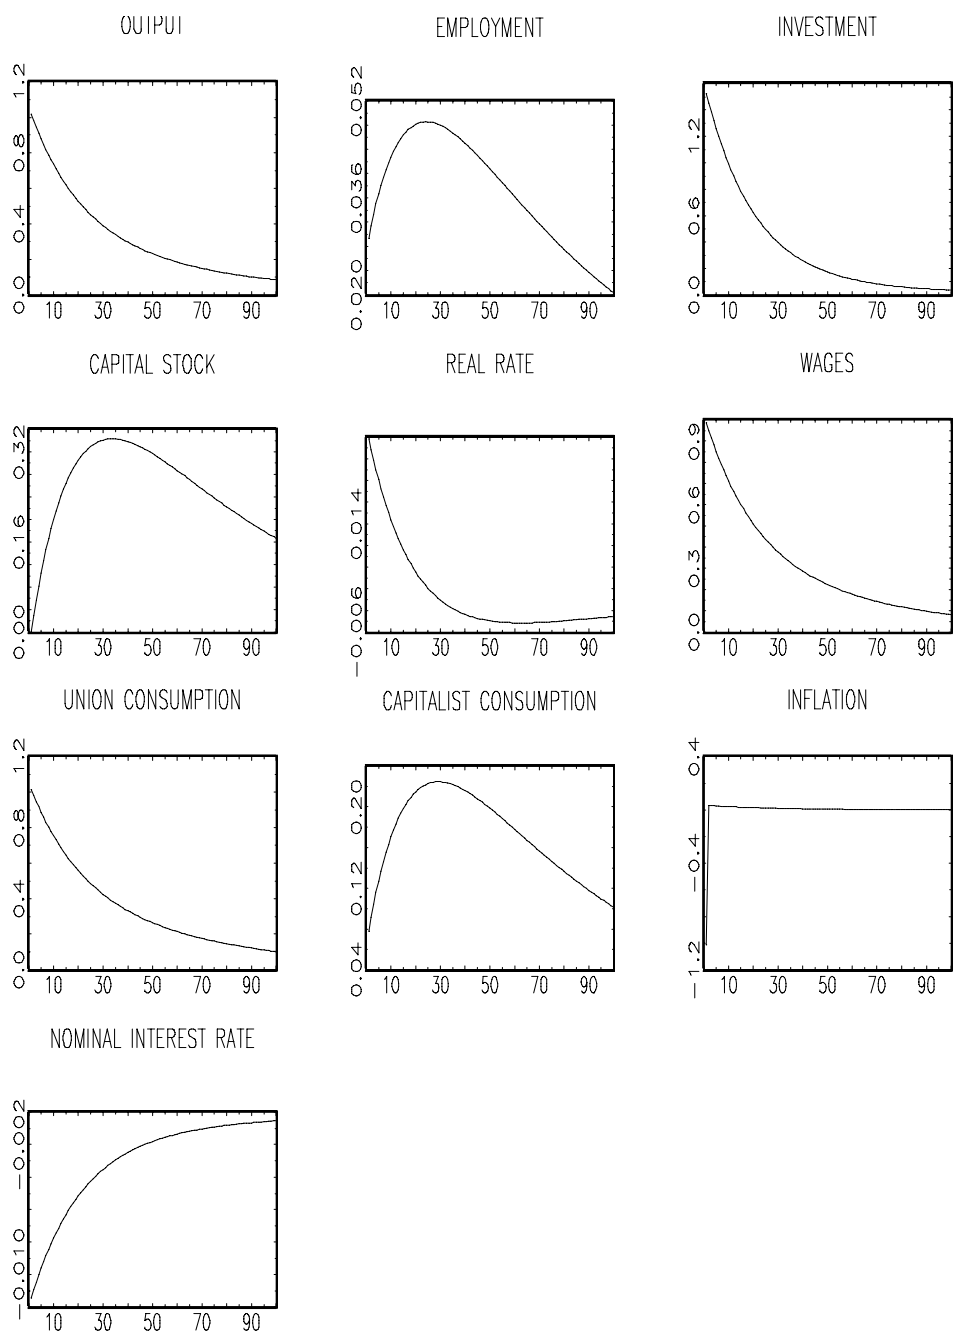 OUTPUT EMPLOYMENT INVESTMENT
0.0 0.4 0.8 1.2
10 30 50 70 90
0.020 0.036 0.052
10 30 50 70 90
0.0 0.6 1.2
10 30 50 70 90
CAPITAL STOCK REAL RATE WAGES
0.00 0.16 0.32
10 30 50 70 90
-0.006 0.014
10 30 50 70 90
0.0 0.3 0.6 0.9
10 30 50 70 90
UNION CONSUMPTION CAPITALIST CONSUMPTION INFLATION
0.0 0.4 0.8 1.2
10 30 50 70 90
0.04 0.12 0.20
10 30 50 70 90
-1.2 -0.4 0.4
10 30 50 70 90
NOMINAL INTEREST RATE
-0.010 -0.002
10 30 50 70 90